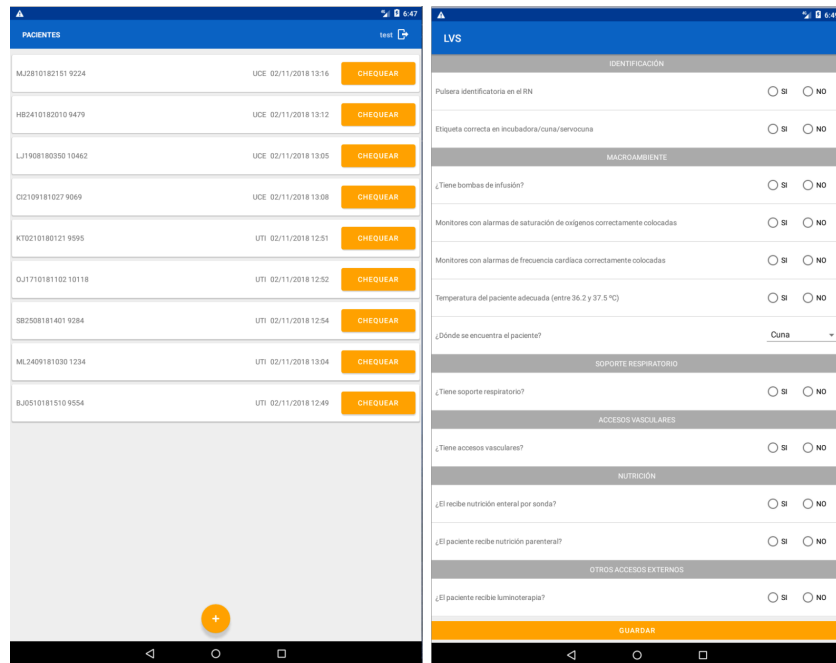 6:47
PACIENTES
test
MJ2810182151 9224 UCE 02/11/2018 13:16 CHEQUEAR
HB2410182010 9479 UCE 02/11/2018 13:12 CHEQUEAR
LJ1908180350 10462 UCE 02/11/2018 13:05 CHEQUEAR
CI2109181027 9069 UCE 02/11/2018 13:08 CHEQUEAR
KT0210180121 9595 UTI 02/11/2018 12:51 CHEQUEAR
OJ1710181102 10118 UTI 02/11/2018 12:52 CHEQUEAR
SB2508181401 9284 UTI 02/11/2018 12:54 CHEQUEAR
ML2409181030 1234 UTI 02/11/2018 13:04 CHEQUEAR
BJ0510181510 9554 UTI 02/11/2018 12:49 CHEQUEAR
+
6:49
LVS
IDENTIFICACIÓN
Pulsera identificatoria en el RN SI NO
Etiqueta correcta en incubadora/cuna/servocuna SI NO
MACROAMBIENTE
¿Tiene bombas de infusión? SI NO
Monitores con alarmas de saturación de oxígenos correctamente colocadas SI NO
Monitores con alarmas de frecuencia cardíaca correctamente colocadas SI NO
Temperatura del paciente adecuada (entre 36.2 y 37.5 ºC) SI NO
¿Dónde se encuentra el paciente? Cuna
SOPORTE RESPIRATORIO
¿Tiene soporte respiratorio? SI NO
ACCESOS VASCULARES
¿Tiene accesos vasculares? SI NO
NUTRICIÓN
¿El recibe nutrición enteral por sonda? SI NO
¿El paciente recibe nutrición parenteral? SI NO
OTROS ACCESOS EXTERNOS
¿El paciente recibie luminoterapia? SI NO
GUARDAR